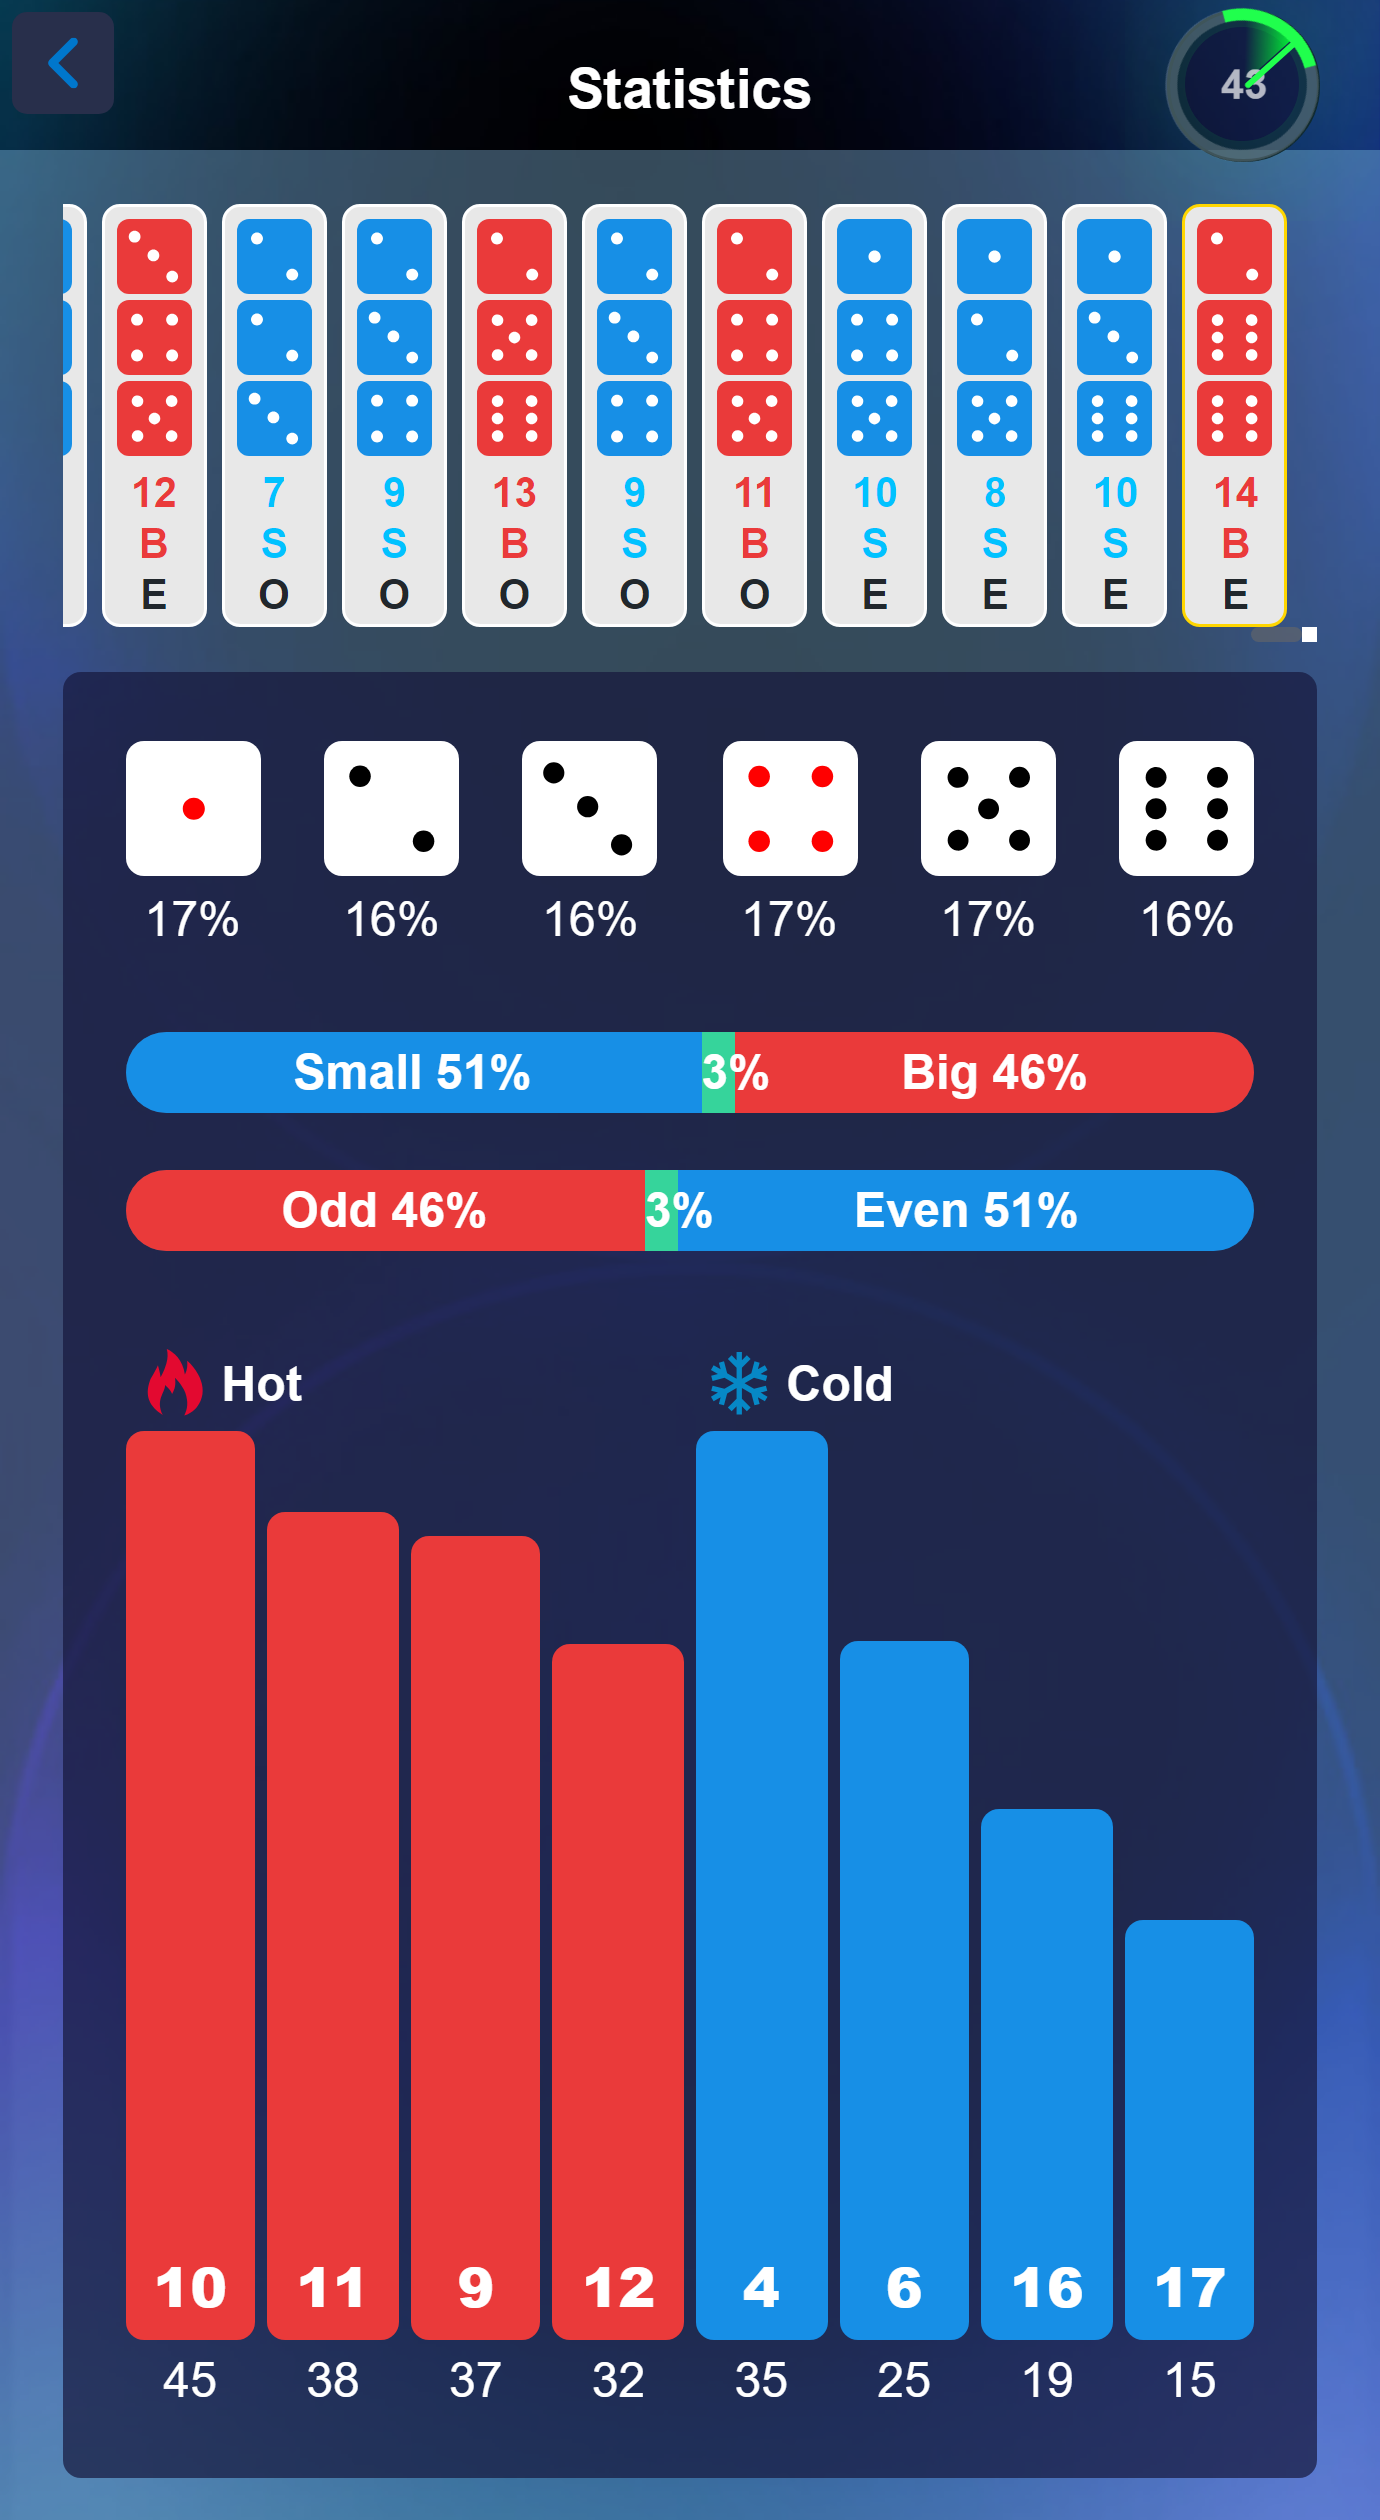 Statistics
43
12 7 9 13 9 11 10 8 10 14
B S S B S B S S S B
E O O O O O E E E E
17% 16% 16% 17% 17% 16%
Small 51% 3% Big 46%
Odd 46% 3% Even 51%
Hot Cold
10 11 9 12 4 6 16 17
45 38 37 32 35 25 19 15